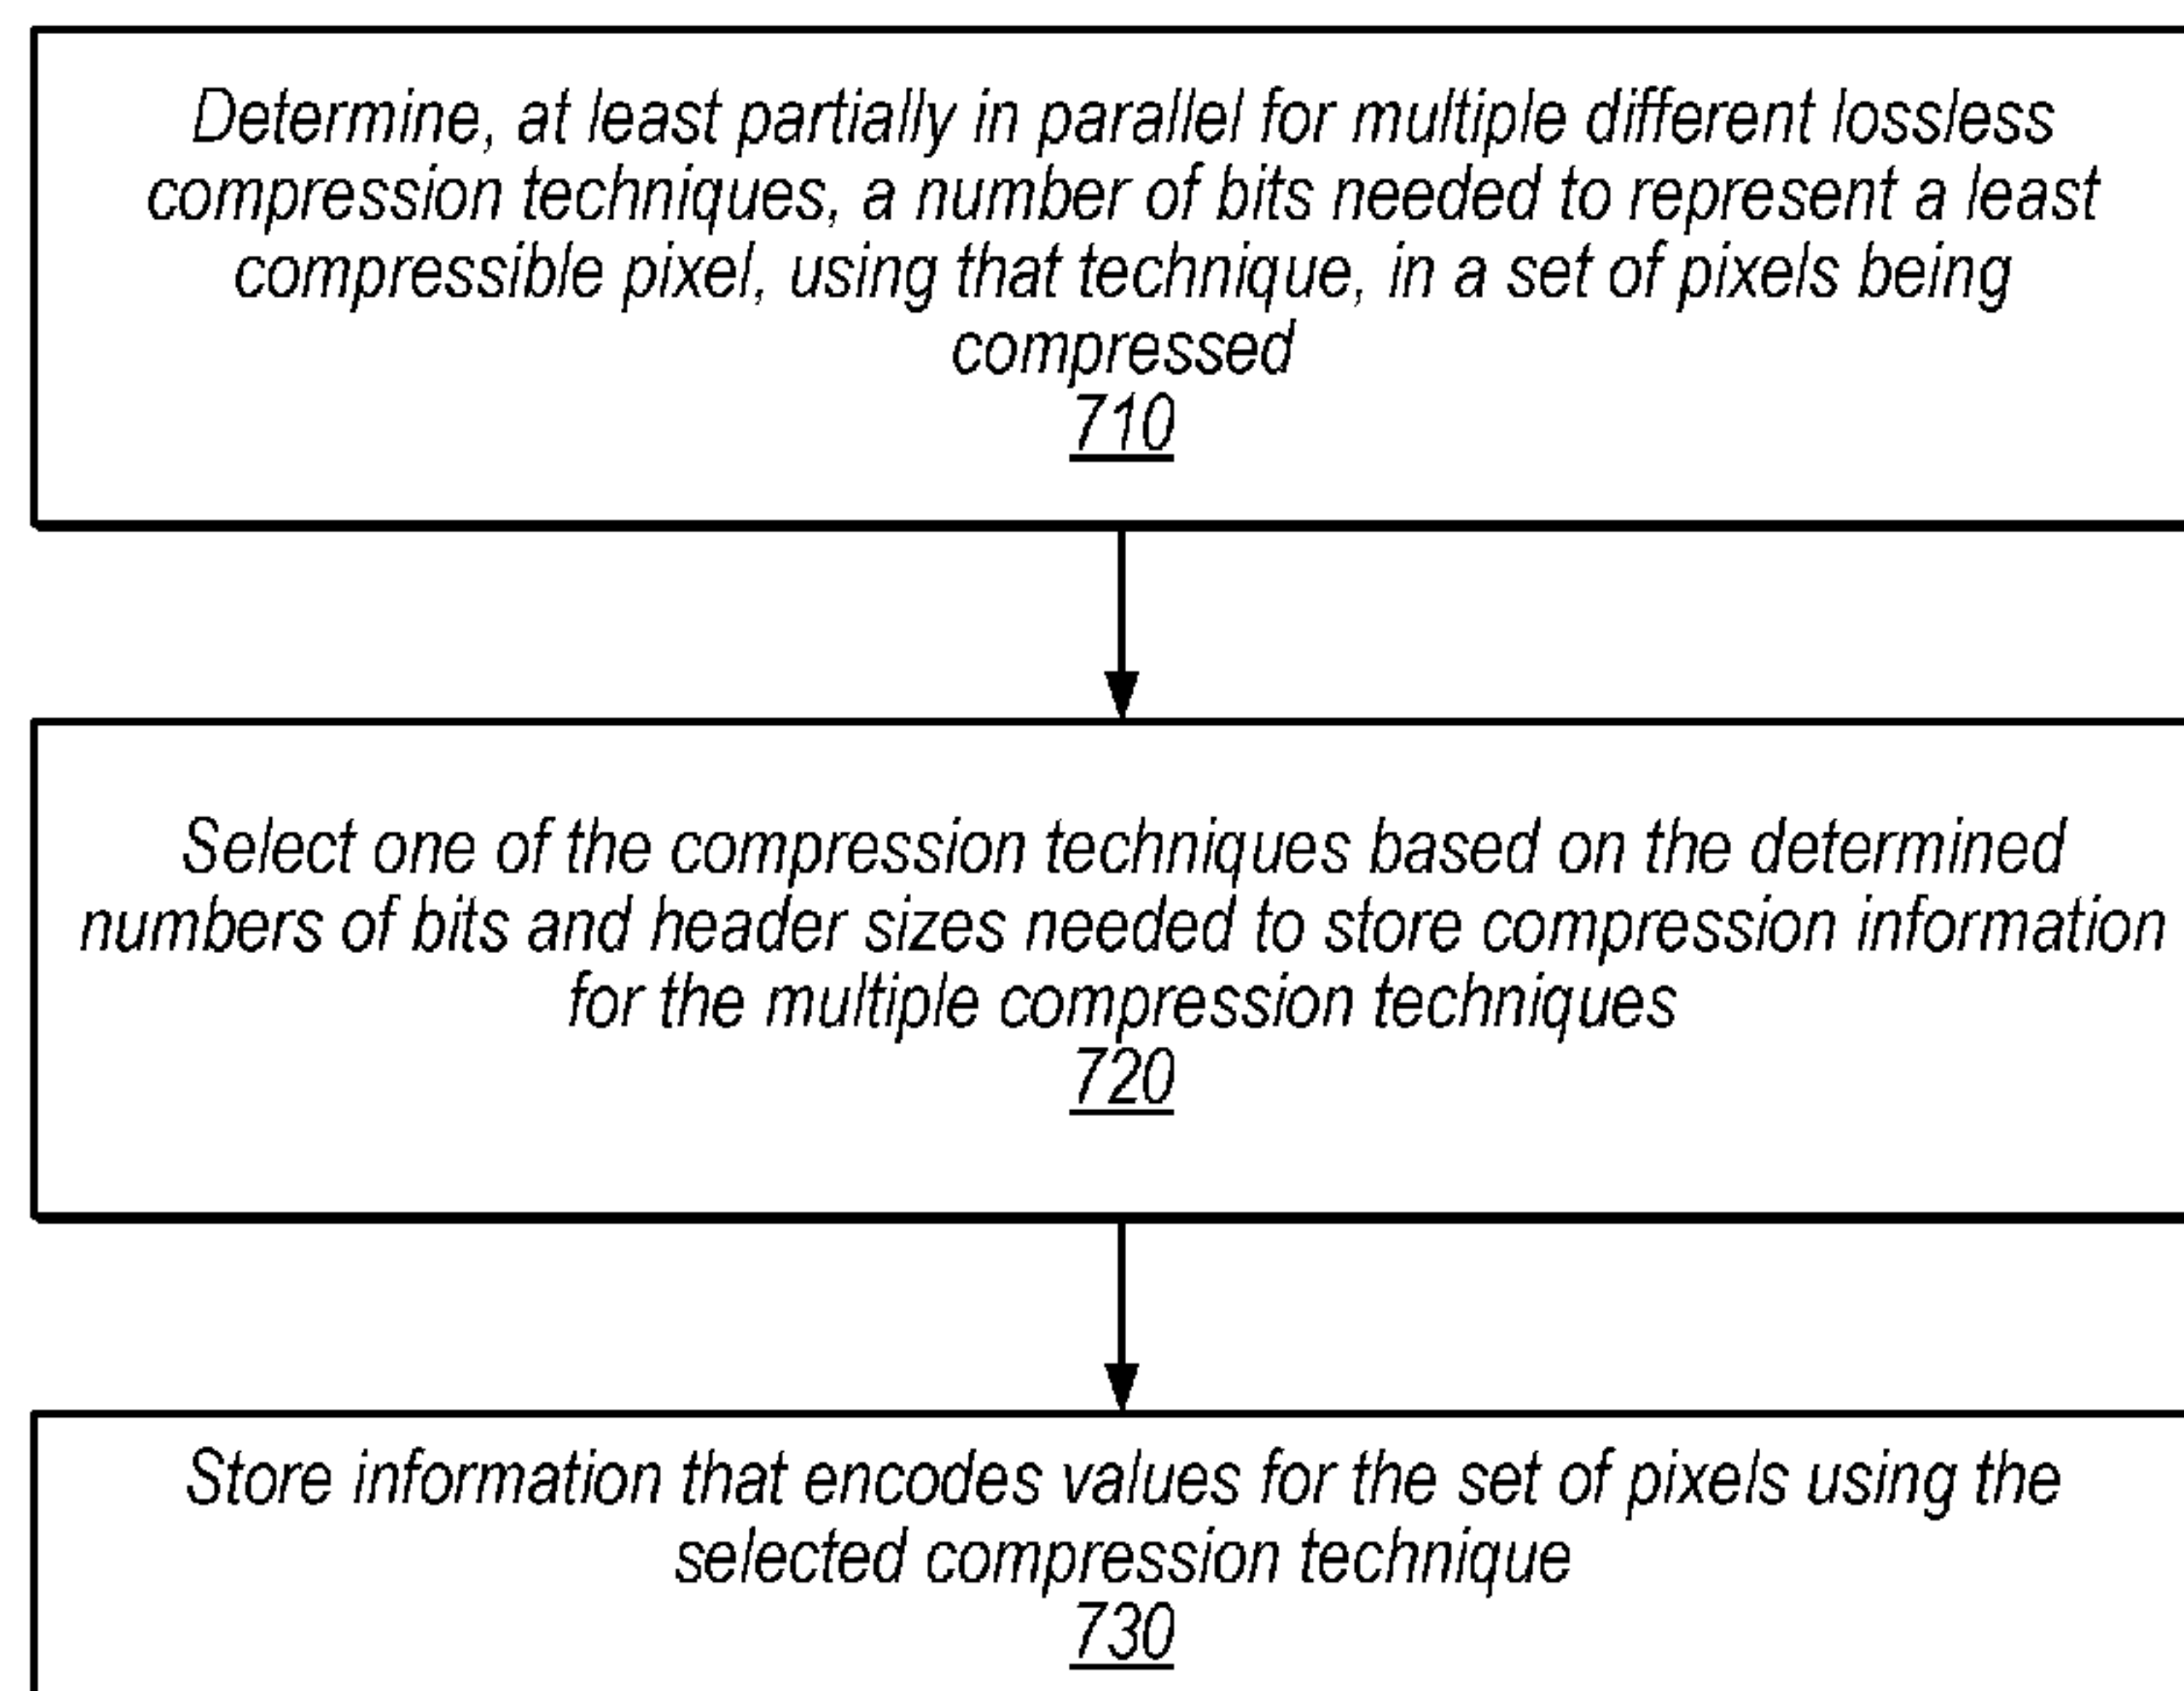 Determine, at least partially in parallel for multiple different lossless
compression techniques, a number of bits needed to represent a least
compressible pixel, using that technique, in a set of pixels being
compressed
710
Select one of the compression techniques based on the determined
numbers of bits and header sizes needed to store compression information
for the multiple compression techniques
720
Store information that encodes values for the set of pixels using the
selected compression technique
730